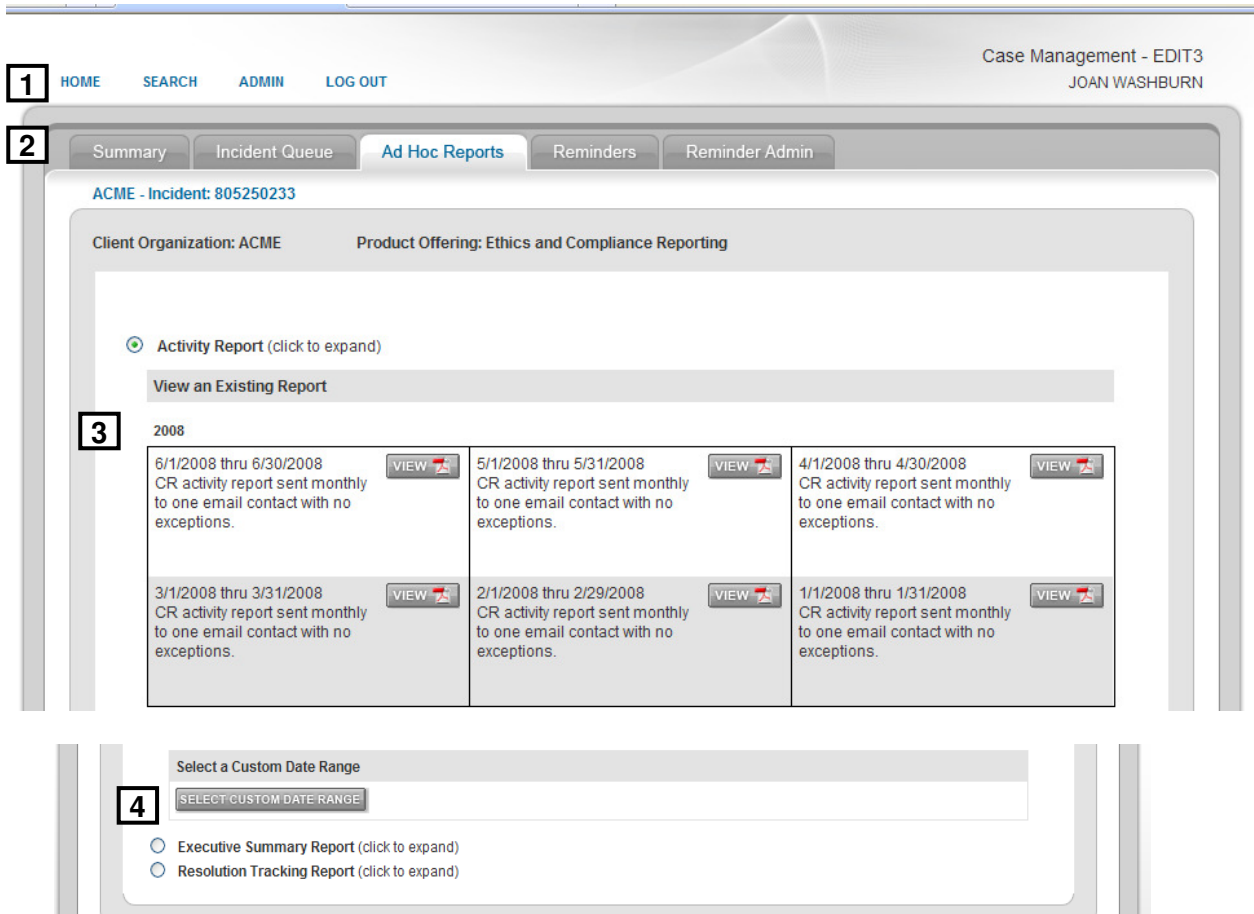 Case Management - EDIT3
1 HOME SEARCH ADMIN LOG OUT JOAN WASHBURN
2 Summary Incident Queue Ad Hoc Reports Reminders Reminder Admin
ACME - Incident: 805250233
Client Organization: ACME Product Offering: Ethics and Compliance Reporting
Activity Report (click to expand)
View an Existing Report
3 2008
6/1/2008 thru 6/30/2008 VIEW
CR activity report sent monthly
to one email contact with no
exceptions.
5/1/2008 thru 5/31/2008 VIEW
CR activity report sent monthly
to one email contact with no
exceptions.
4/1/2008 thru 4/30/2008 VIEW
CR activity report sent monthly
to one email contact with no
exceptions.
3/1/2008 thru 3/31/2008 VIEW
CR activity report sent monthly
to one email contact with no
exceptions.
2/1/2008 thru 2/29/2008 VIEW
CR activity report sent monthly
to one email contact with no
exceptions.
1/1/2008 thru 1/31/2008 VIEW
CR activity report sent monthly
to one email contact with no
exceptions.
Select a Custom Date Range
4 SELECT CUSTOM DATE RANGE
Executive Summary Report (click to expand)
Resolution Tracking Report (click to expand)